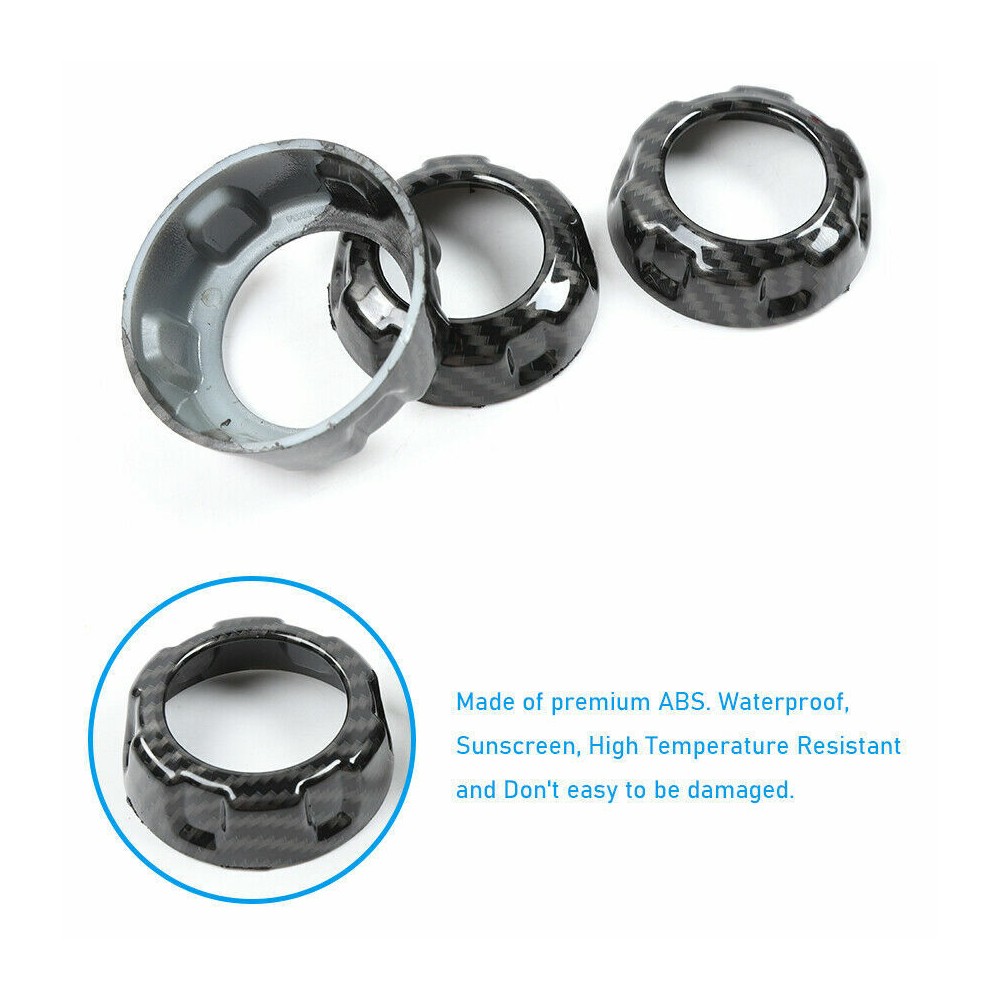 Made of premium ABS. Waterproof,
Sunscreen, High Temperature Resistant
and Don't easy to be damaged.